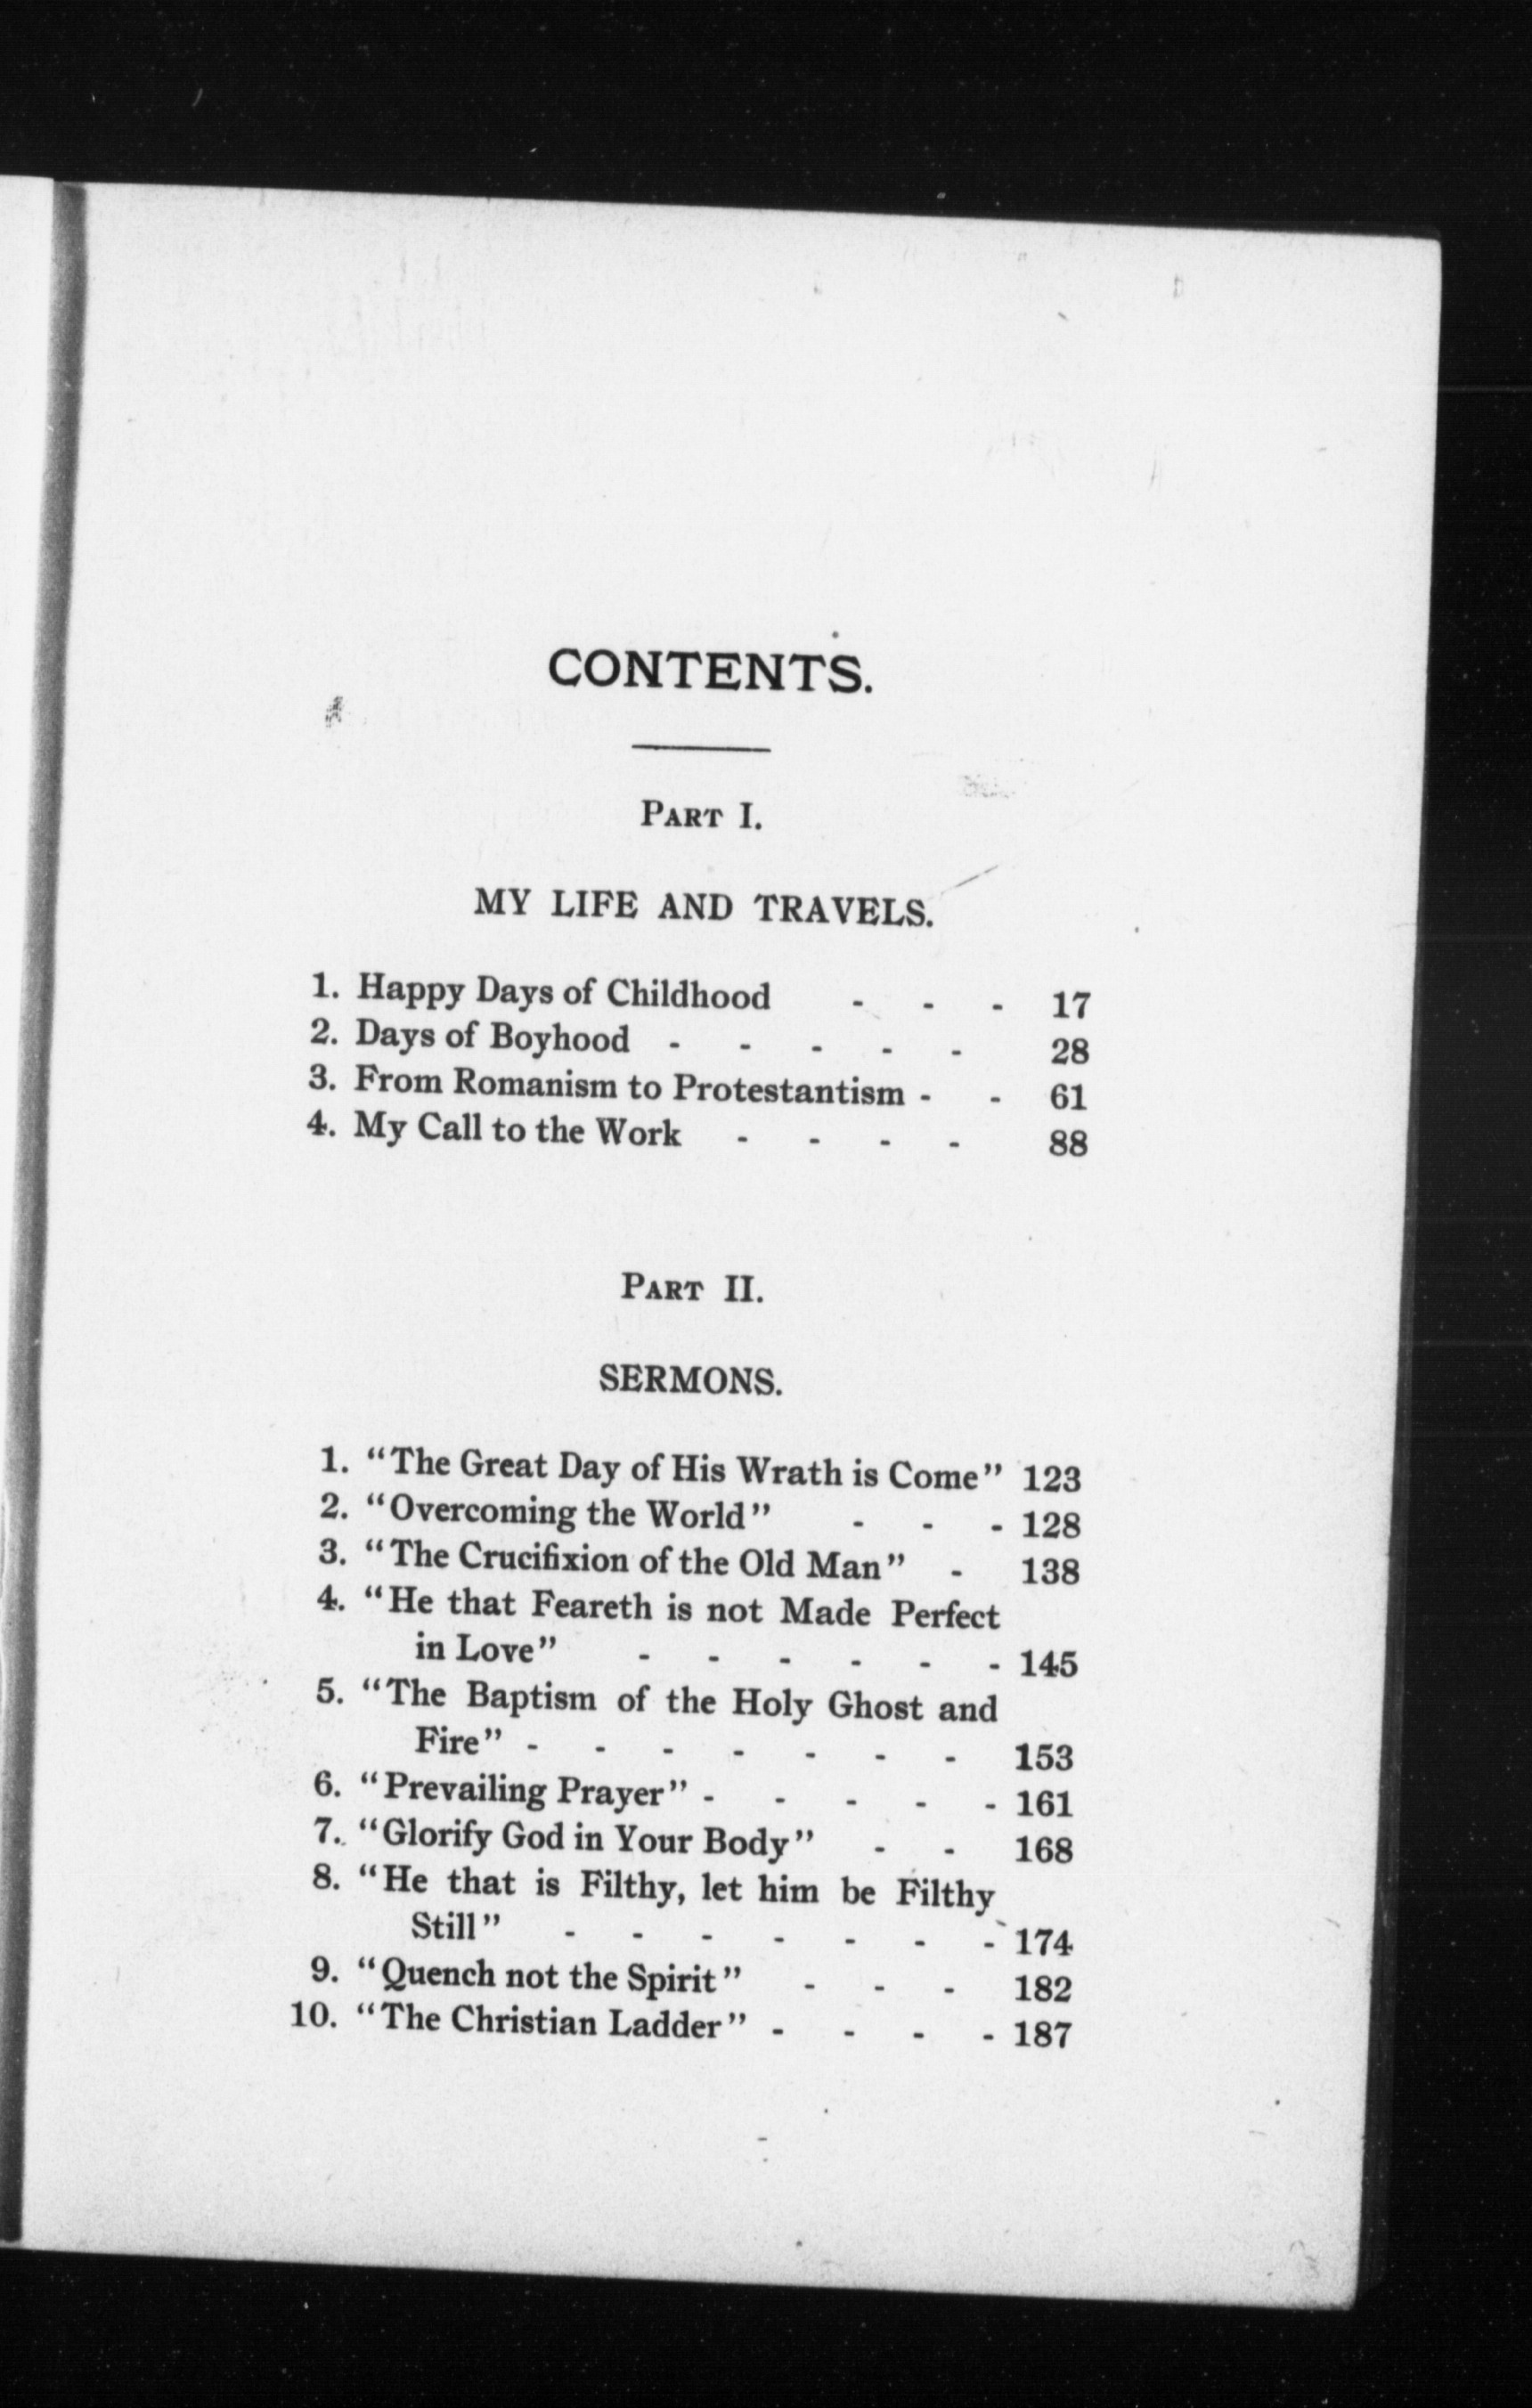 CONTENTS.
PART I.
MY LIFE AND TRAVELS.
1. Happy Days of Childhood - - - 17
2. Days of Boyhood - - - - - 28
3. From Romanism to Protestantism - - 61
4. My Call to the Work - - - - 88
PART II.
SERMONS.
1. "The Great Day of His Wrath is Come" 123
2. "Overcoming the World" - - - 128
3. "The Crucifixion of the Old Man" - 138
4. "He that Feareth is not Made Perfect
in Love" - - - - - - 145
5. "The Baptism of the Holy Ghost and
Fire" - - - - - - - 153
6. "Prevailing Prayer" - - - - - 161
7. "Glorify God in Your Body" - - 168
8. "He that is Filthy, let him be Filthy
Still" - - - - - - - 174
9. "Quench not the Spirit" - - - 182
10. "The Christian Ladder" - - - - 187